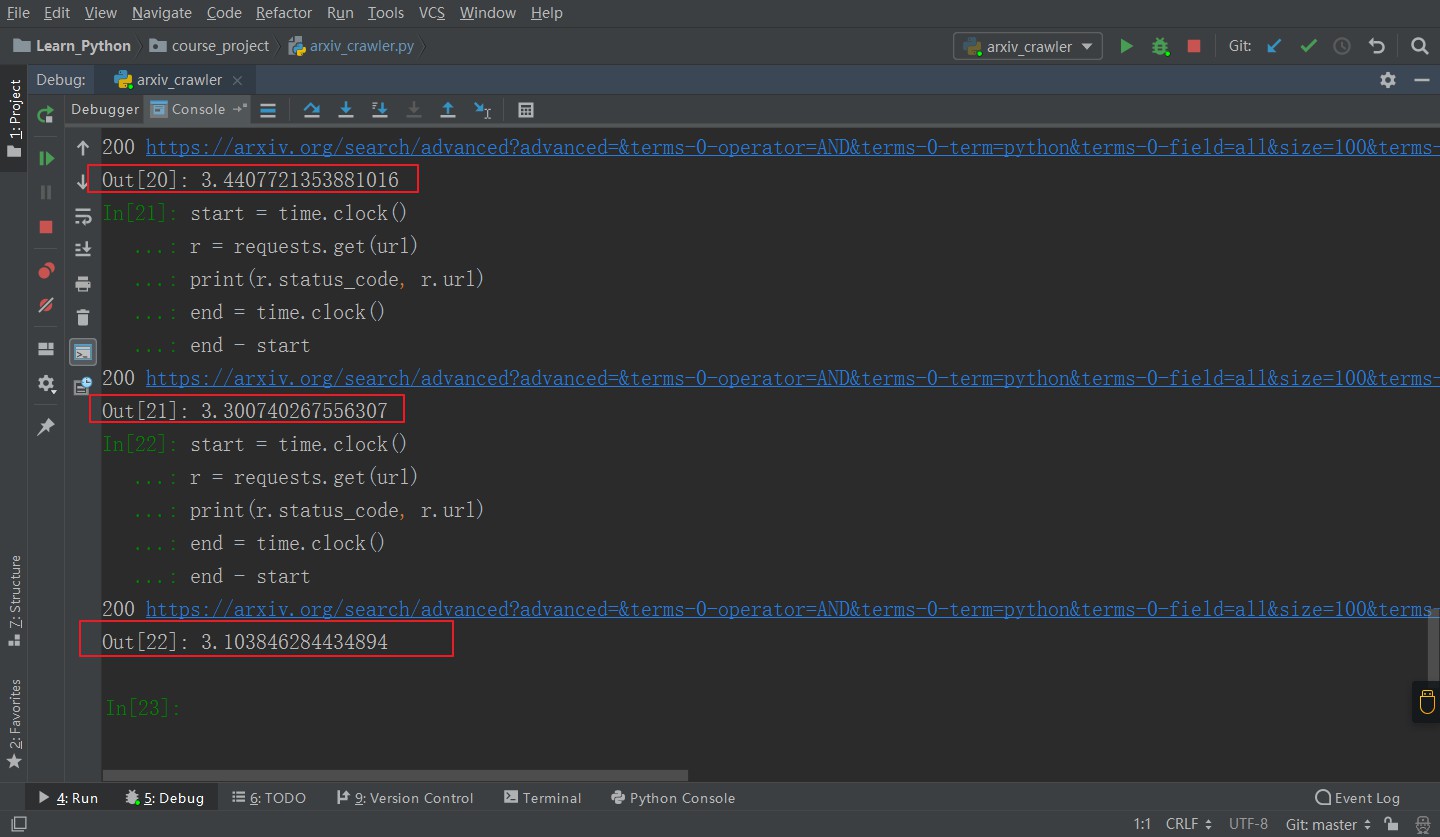 File Edit View Navigate Code Refactor Run Tools VCS Window Help
Learn_Python course_project arxiv_crawler.py arxiv_crawler Git:
Debug: arxiv_crawler
1: Project
Debugger Console
200 https://arxiv.org/search/advanced?advanced=&terms-0-operator=AND&terms-0-term=python&terms-0-field=all&size=100&terms-
Out[20]: 3.4407721353881016
In[21]: start = time.clock()
...: r = requests.get(url)
...: print(r.status_code, r.url)
...: end = time.clock()
...: end - start
200 https://arxiv.org/search/advanced?advanced=&terms-0-operator=AND&terms-0-term=python&terms-0-field=all&size=100&terms-
Out[21]: 3.300740267556307
In[22]: start = time.clock()
...: r = requests.get(url)
...: print(r.status_code, r.url)
...: end = time.clock()
...: end - start
200 https://arxiv.org/search/advanced?advanced=&terms-0-operator=AND&terms-0-term=python&terms-0-field=all&size=100&terms-
Out[22]: 3.103846284434894
In[23]:
7: Structure
2: Favorites
4: Run 5: Debug 6: TODO 9: Version Control Terminal Python Console Event Log
1:1 CRLF UTF-8 Git: master